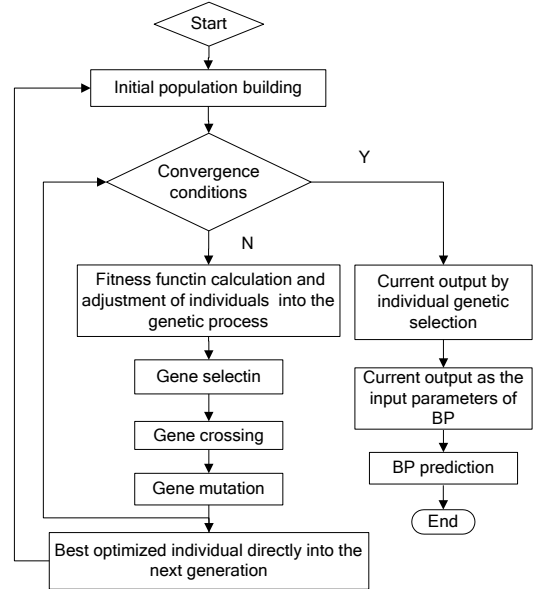 Start
Initial population building
Convergence
conditions
Y
N
Fitness functin calculation and
adjustment of individuals into the
genetic process
Gene selectin
Gene crossing
Gene mutation
Best optimized individual directly into the
next generation
Current output by
individual genetic
selection
Current output as the
input parameters of
BP
BP prediction
End